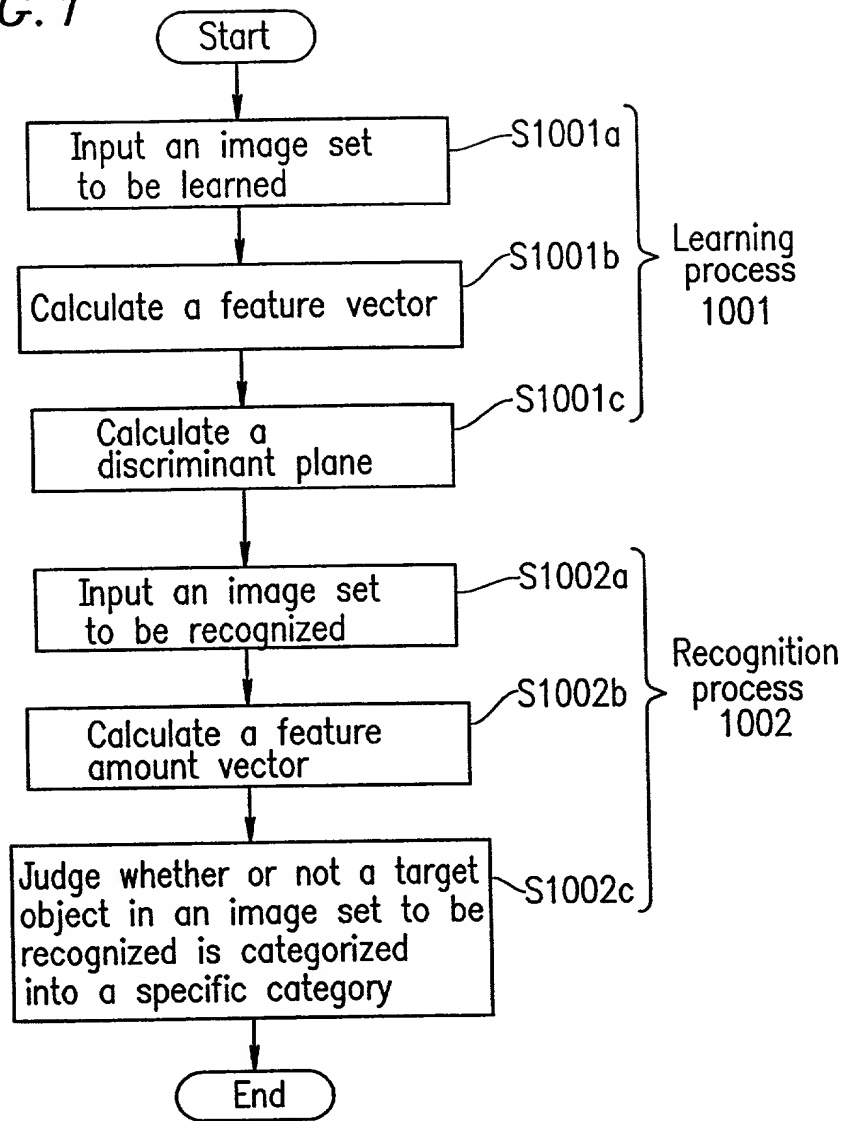 G. 1
Start
Input an image set
to be learned
S1001a
Calculate a feature vector
S1001b
Learning
process
1001
Calculate a
discriminant plane
S1001c
Input an image set
to be recognized
S1002a
Calculate a feature
amount vector
S1002b
Recognition
process
1002
Judge whether or not a target
object in an image set to be
recognized is categorized
into a specific category
S1002c
End